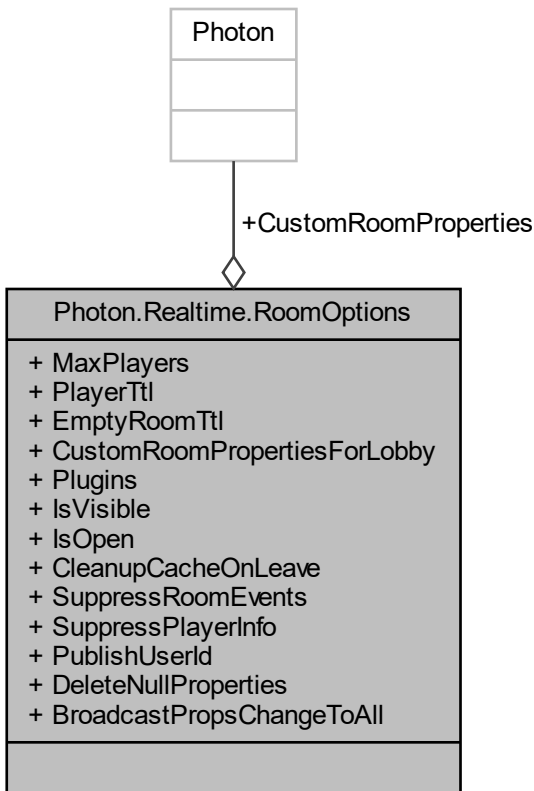 Photon
+CustomRoomProperties
Photon.Realtime.RoomOptions
+ MaxPlayers
+ PlayerTtl
+ EmptyRoomTtl
+ CustomRoomPropertiesForLobby
+ Plugins
+ IsVisible
+ IsOpen
+ CleanupCacheOnLeave
+ SuppressRoomEvents
+ SuppressPlayerInfo
+ PublishUserId
+ DeleteNullProperties
+ BroadcastPropsChangeToAll